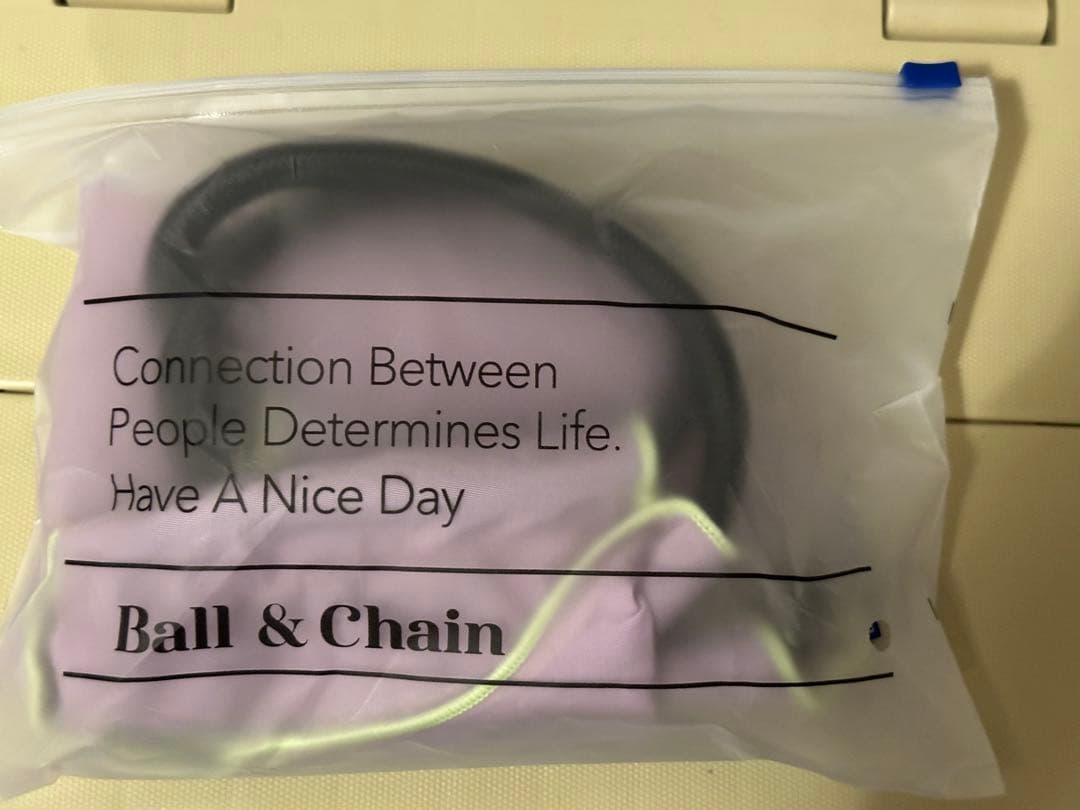 Connection Between
People Determines Life.
Have A Nice Day
Ball & Chain